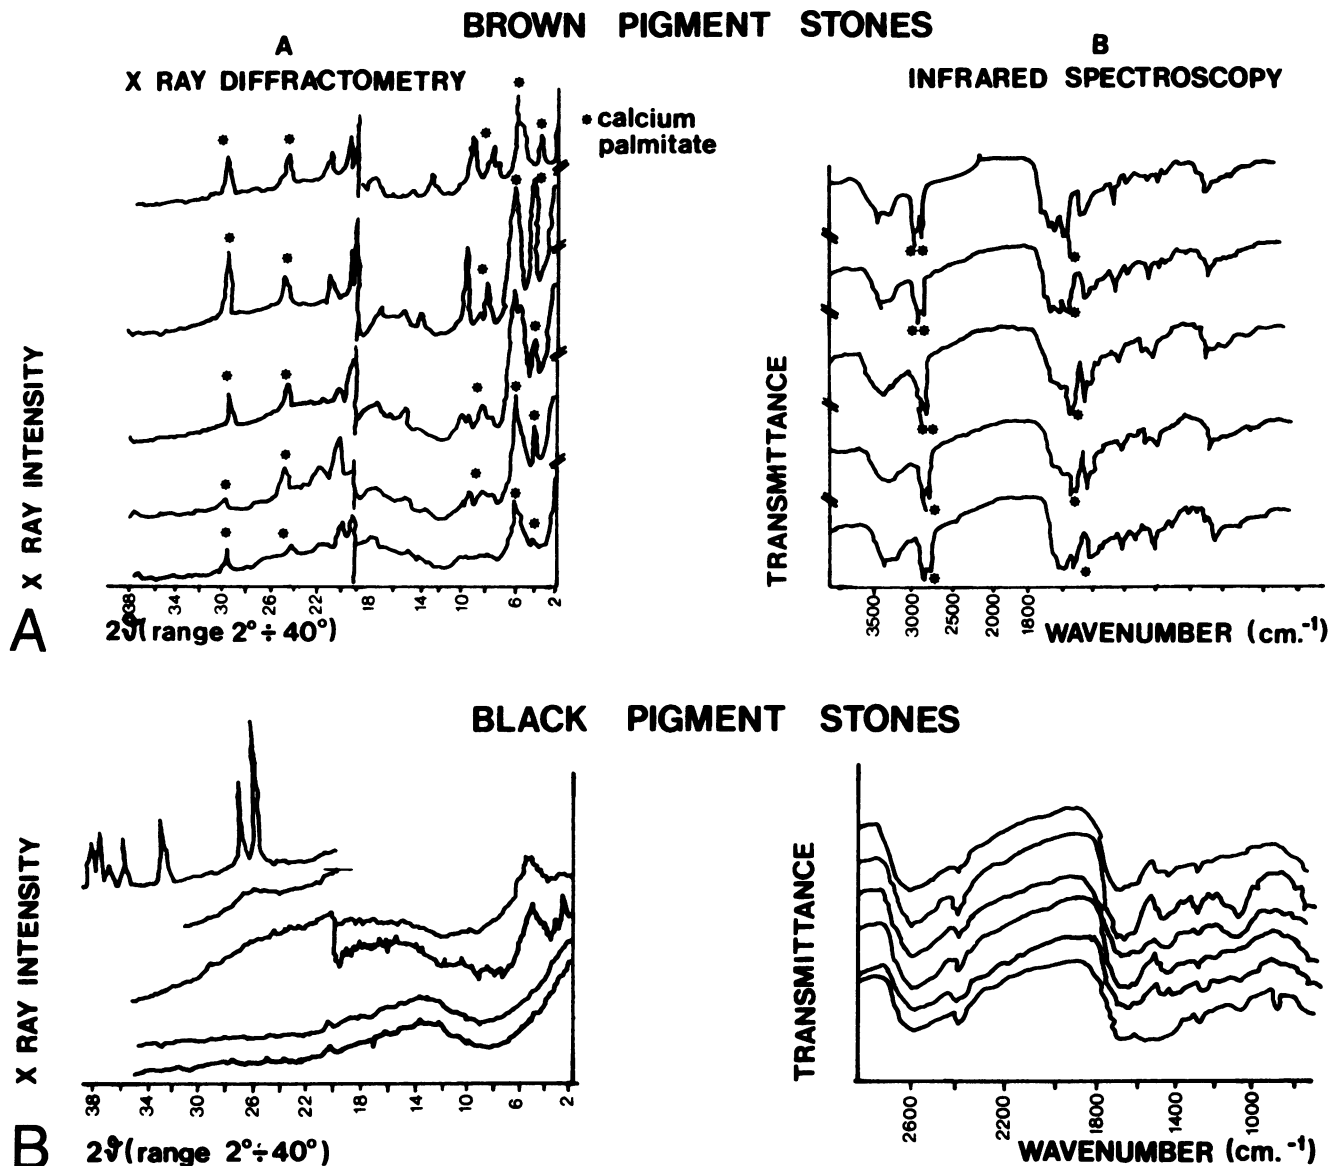 BROWN PIGMENT STONES
A
B
X RAY DIFFRACTOMETRY
INFRARED SPECTROSCOPY
* calcium
palmitate
X RAY INTENSITY
TRANSMITTANCE
38 34 30 26 22 18 14 10 6 2
3500 3000 2500 2000 1800
2ϑ (range 2°÷40°)
WAVENUMBER (cm.⁻¹)
A
BLACK PIGMENT STONES
X RAY INTENSITY
TRANSMITTANCE
38 34 30 26 22 18 14 10 6 2
2600 2200 1800 1400 1000
2ϑ (range 2°÷40°)
WAVENUMBER (cm.⁻¹)
B